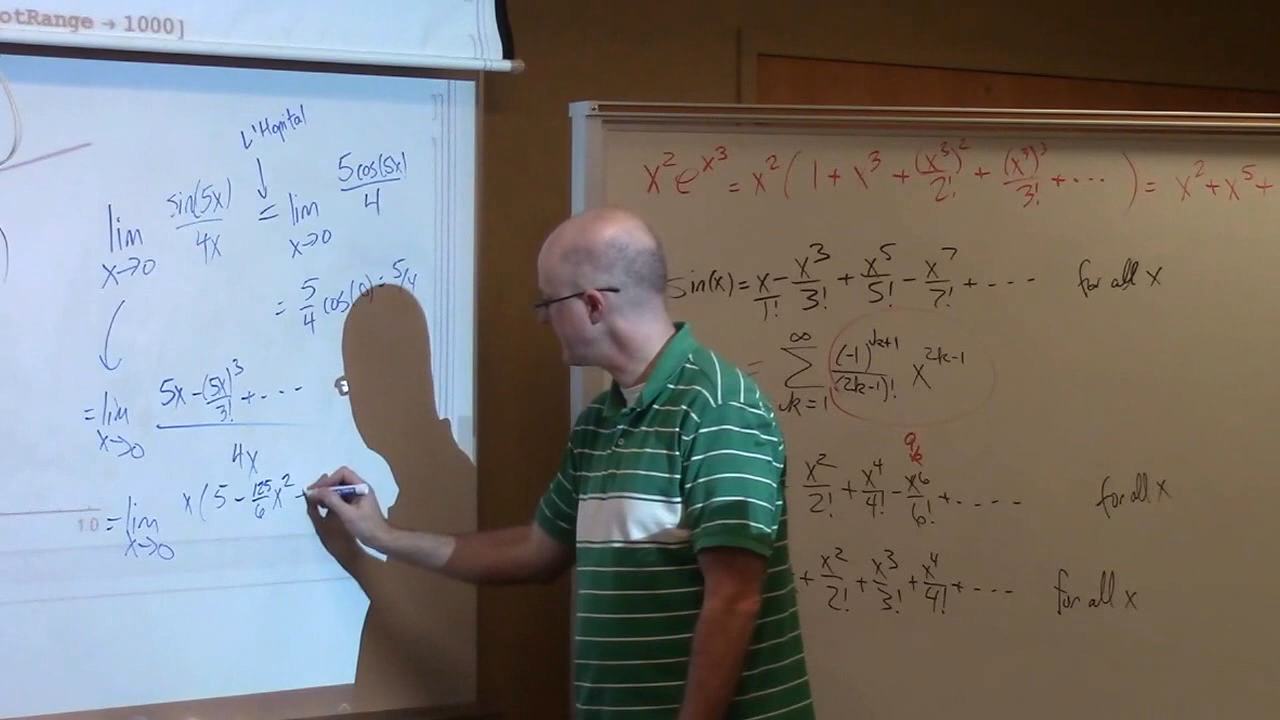 otRange → 1000]
L'Hopital
lim x→0 sin(5x)/4x = lim x→0 5cos(5x)/4
= 5/4 cos(0) = 5/4
= lim x→0 (5x - (5x)^3/3! + ···)/4x
10
= lim x→0 x(5 - 125/6 x^2
x^2 e^x^3 = x^2(1 + x^3 + (x^3)^2/2! + (x^3)^3/3! + ··· ) = x^2 + x^5 +
sin(x) = x/1! - x^3/3! + x^5/5! - x^7/7! + ··· for all x
= ∑ k=1 ∞ (-1)^k+1/(2k-1)! x^2k-1
x^2/2! + x^4/4! - x^6/6! + ···· for all x
+ x^2/2! + x^3/3! + x^4/4! + ··· for all x